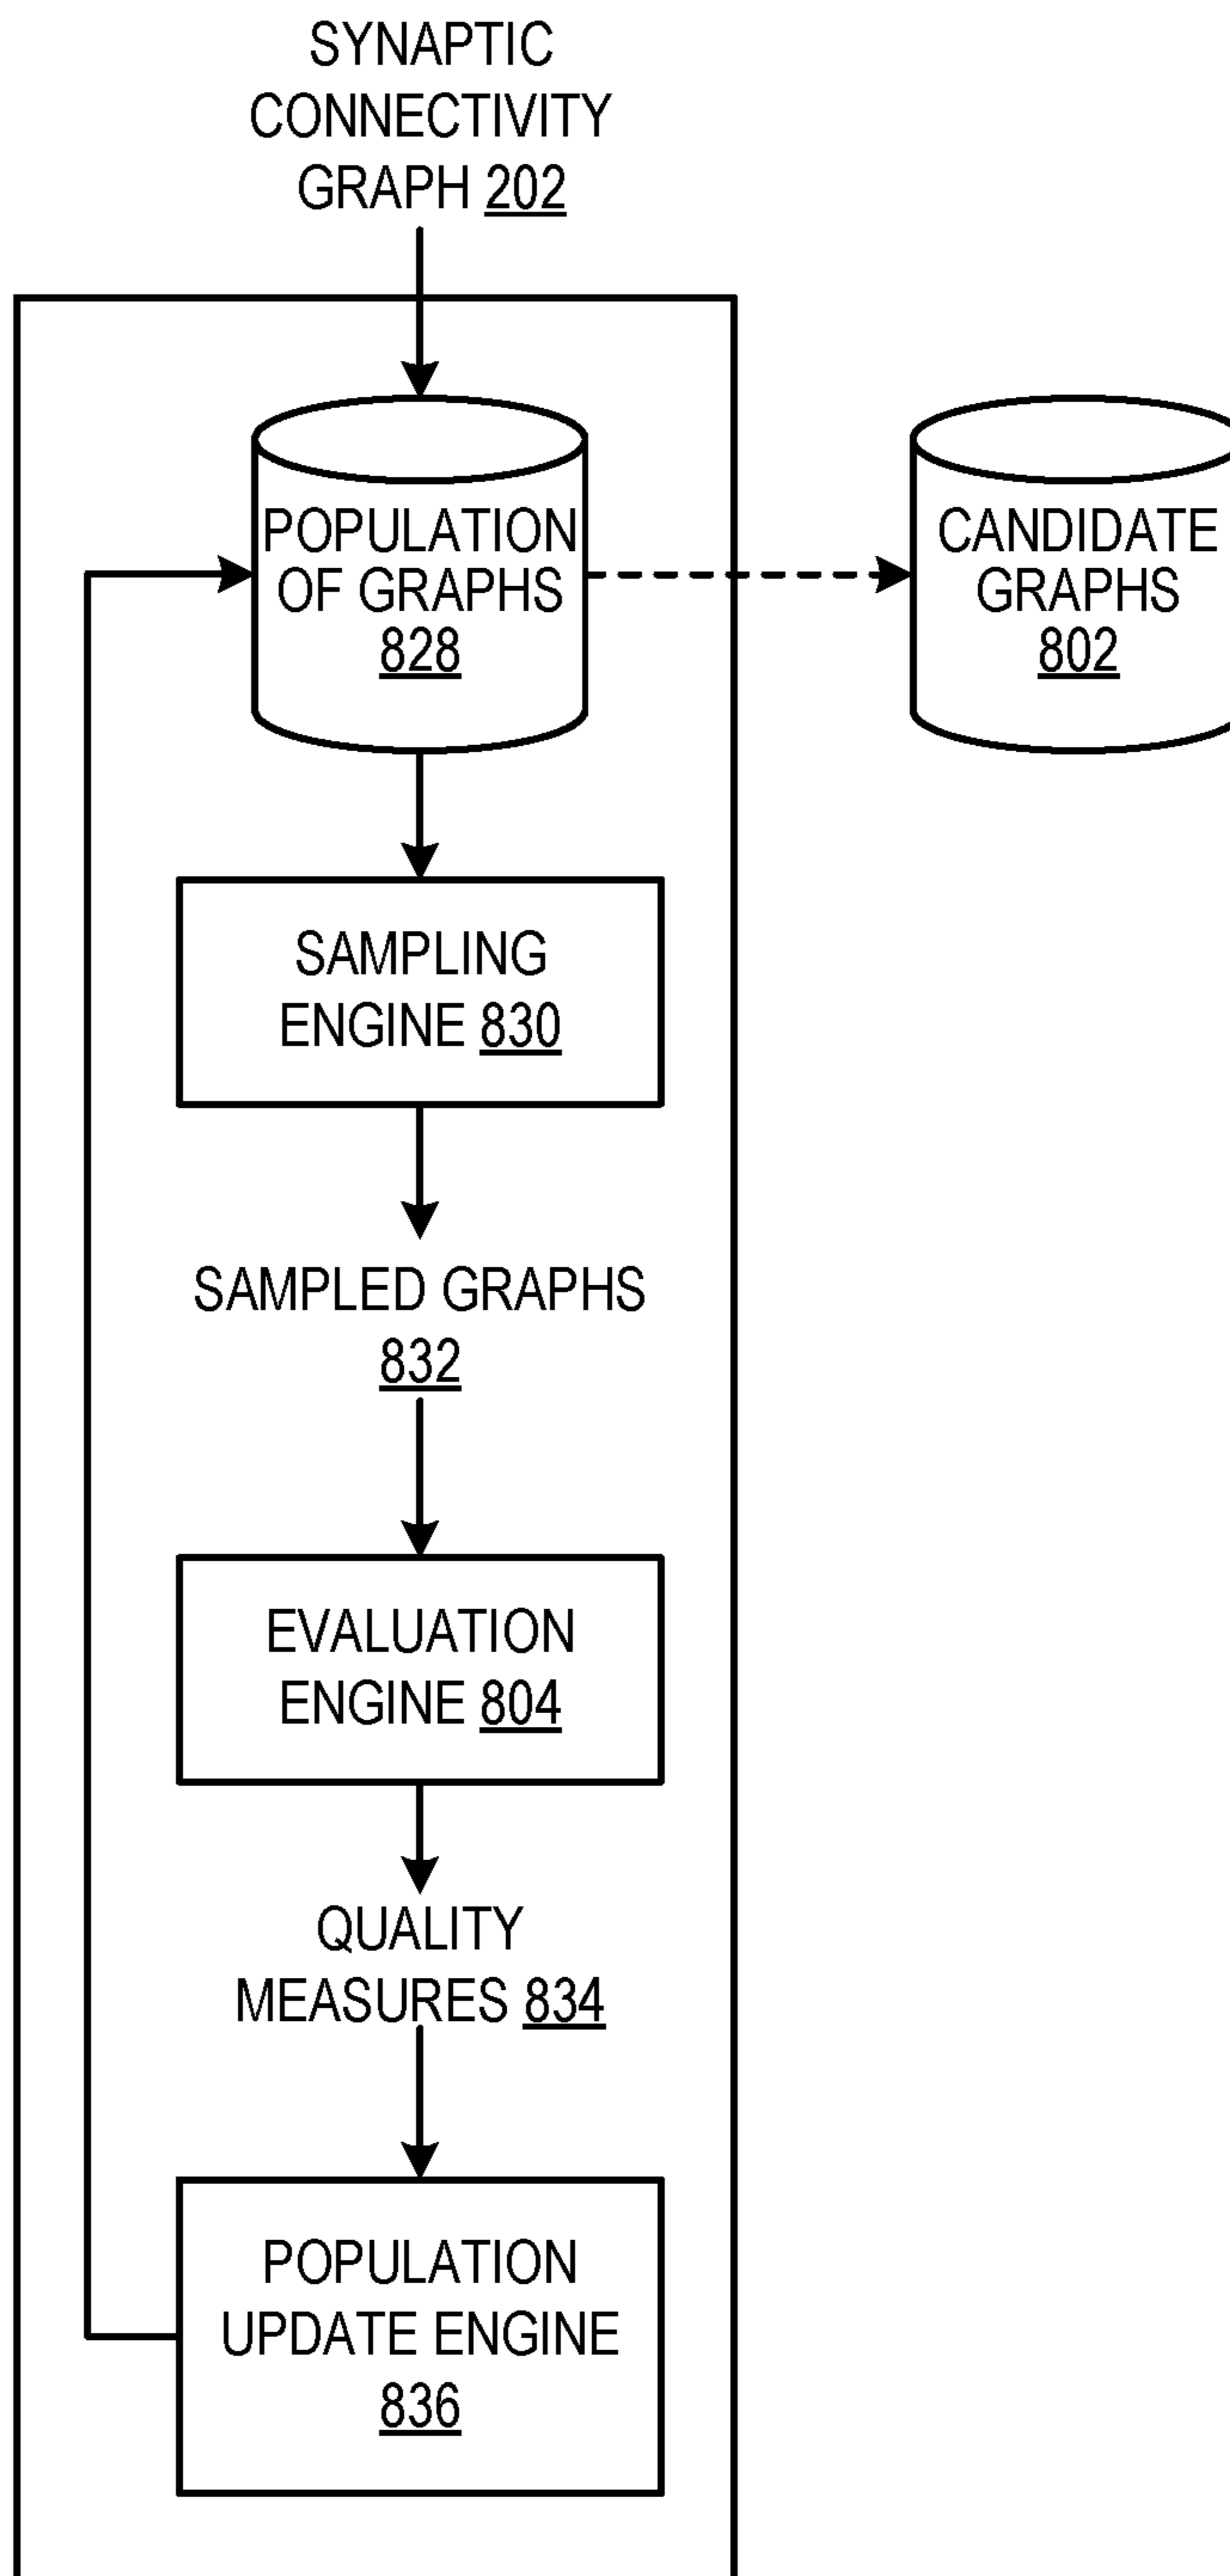 SYNAPTIC
CONNECTIVITY
GRAPH 202
POPULATION
OF GRAPHS
828
CANDIDATE
GRAPHS
802
SAMPLING
ENGINE 830
SAMPLED GRAPHS
832
EVALUATION
ENGINE 804
QUALITY
MEASURES 834
POPULATION
UPDATE ENGINE
836